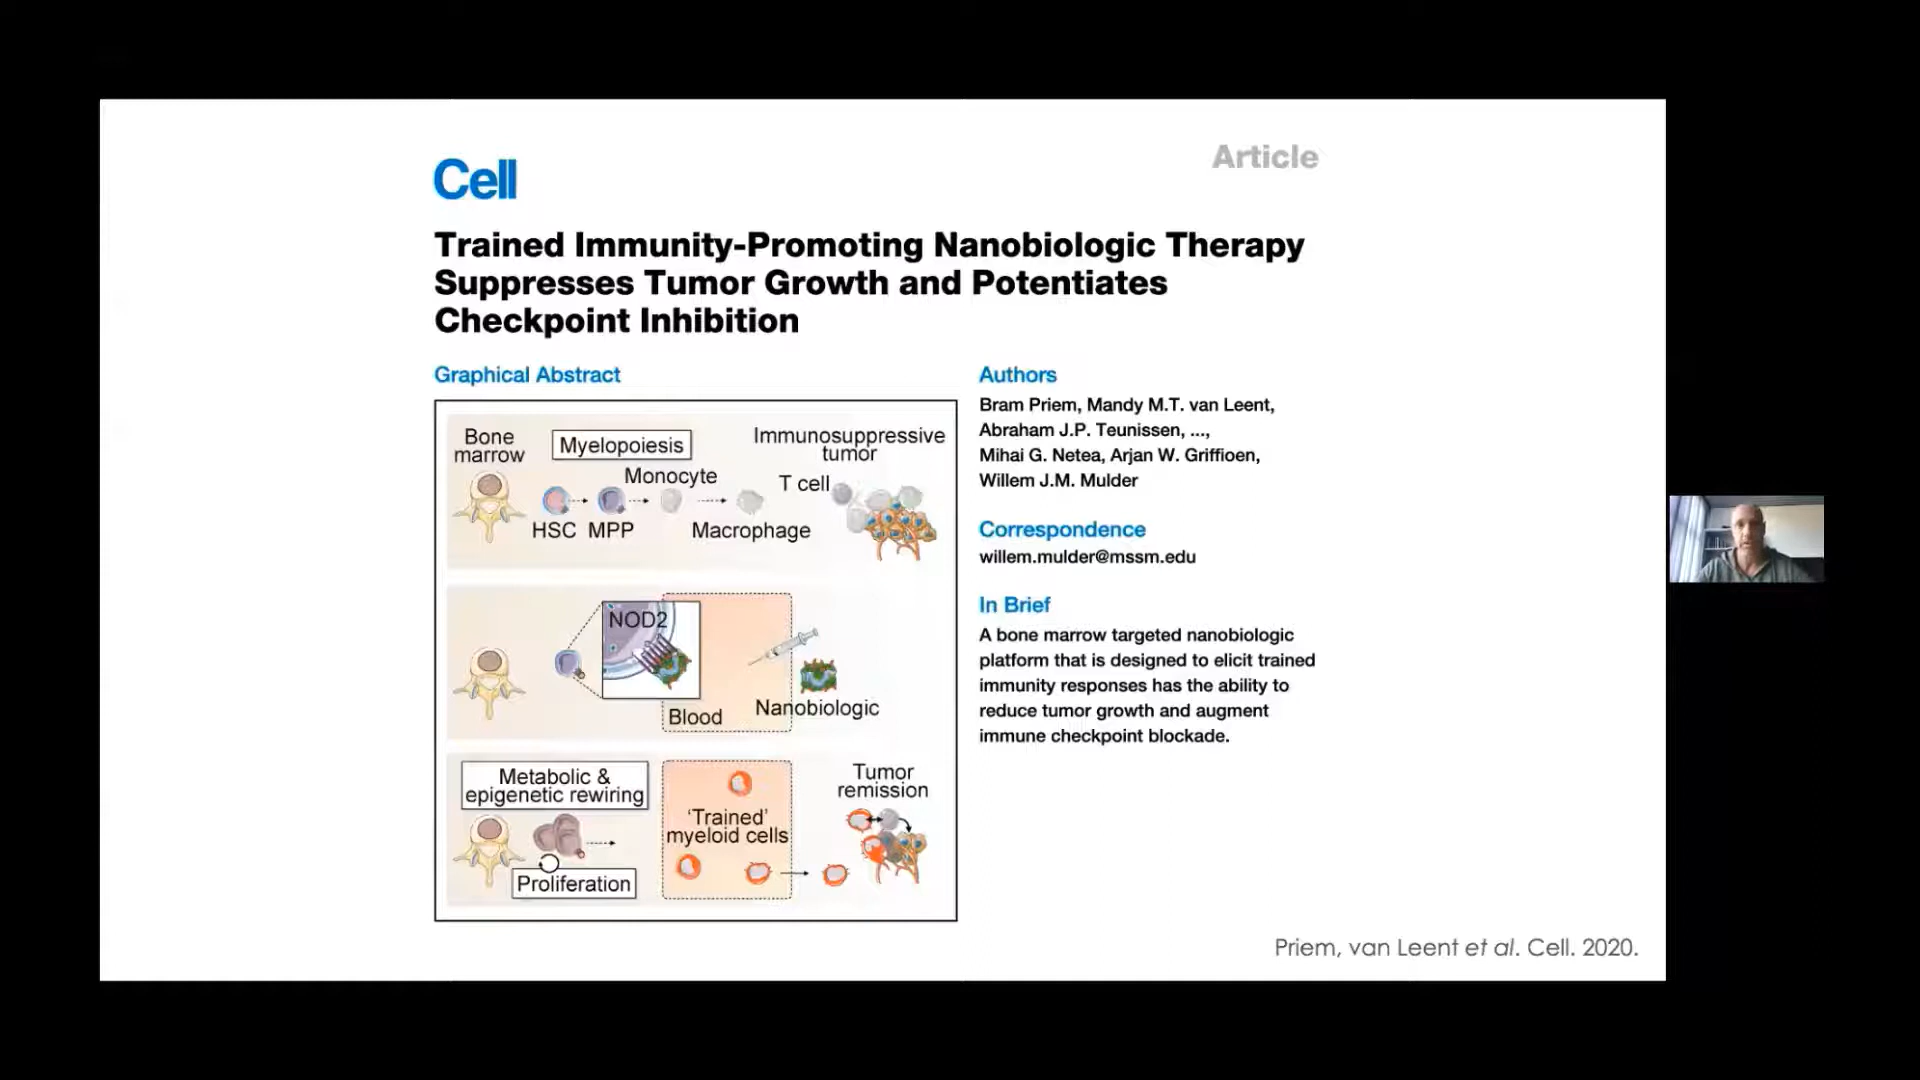 Cell
Article
Trained Immunity-Promoting Nanobiologic Therapy
Suppresses Tumor Growth and Potentiates
Checkpoint Inhibition
Graphical Abstract
Bone
marrow
Myelopoiesis
Monocyte
Immunosuppressive
tumor
T cell
HSC
MPP
Macrophage
NOD2
Blood
Nanobiologic
Metabolic &
epigenetic rewiring
Proliferation
'Trained'
myeloid cells
Tumor
remission
Authors
Bram Priem, Mandy M.T. van Leent,
Abraham J.P. Teunissen, ...,
Mihai G. Netea, Arjan W. Griffioen,
Willem J.M. Mulder
Correspondence
willem.mulder@mssm.edu
In Brief
A bone marrow targeted nanobiologic
platform that is designed to elicit trained
immunity responses has the ability to
reduce tumor growth and augment
immune checkpoint blockade.
Priem, van Leent et al. Cell. 2020.